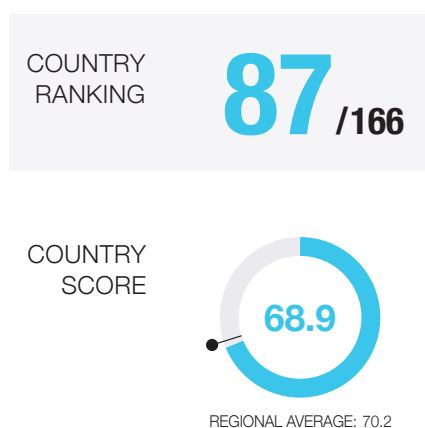 COUNTRY
RANKING
87/166
COUNTRY
SCORE
68.9
REGIONAL AVERAGE: 70.2